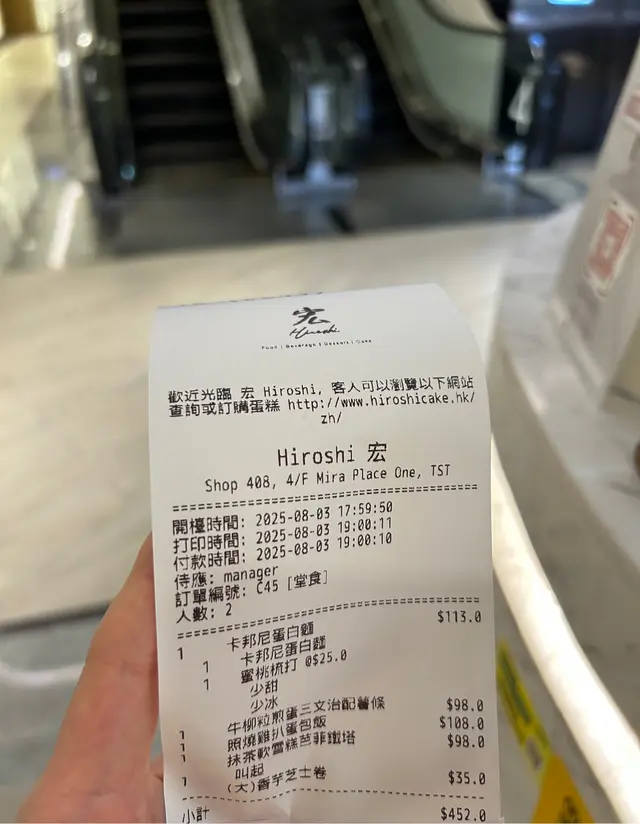 宏
Hiroshi
Food | Beverage | Dessert | Cake
歡迎光臨 宏 Hiroshi, 客人可以瀏覽以下網站
查詢或訂購蛋糕 http://www.hiroshicake.hk/
zh/
Hiroshi 宏
Shop 408, 4/F Mira Place One, TST
開檯時間: 2025-08-03 17:59:50
打印時間: 2025-08-03 19:00:11
付款時間: 2025-08-03 19:00:10
侍應: manager
訂單編號: C45 [堂食]
人數: 2
1 卡邦尼蛋白麵 $113.0
1 卡邦尼蛋白麵
1 蜜桃梳打 @$25.0
少甜
少冰
1 牛柳粒煎蛋三文治配薯條 $98.0
1 照燒雞扒蛋包飯 $108.0
1 抹茶軟雪糕芭菲鐵塔 $98.0
叫起
1 (大)香芋芝士卷 $35.0
小計 $452.0